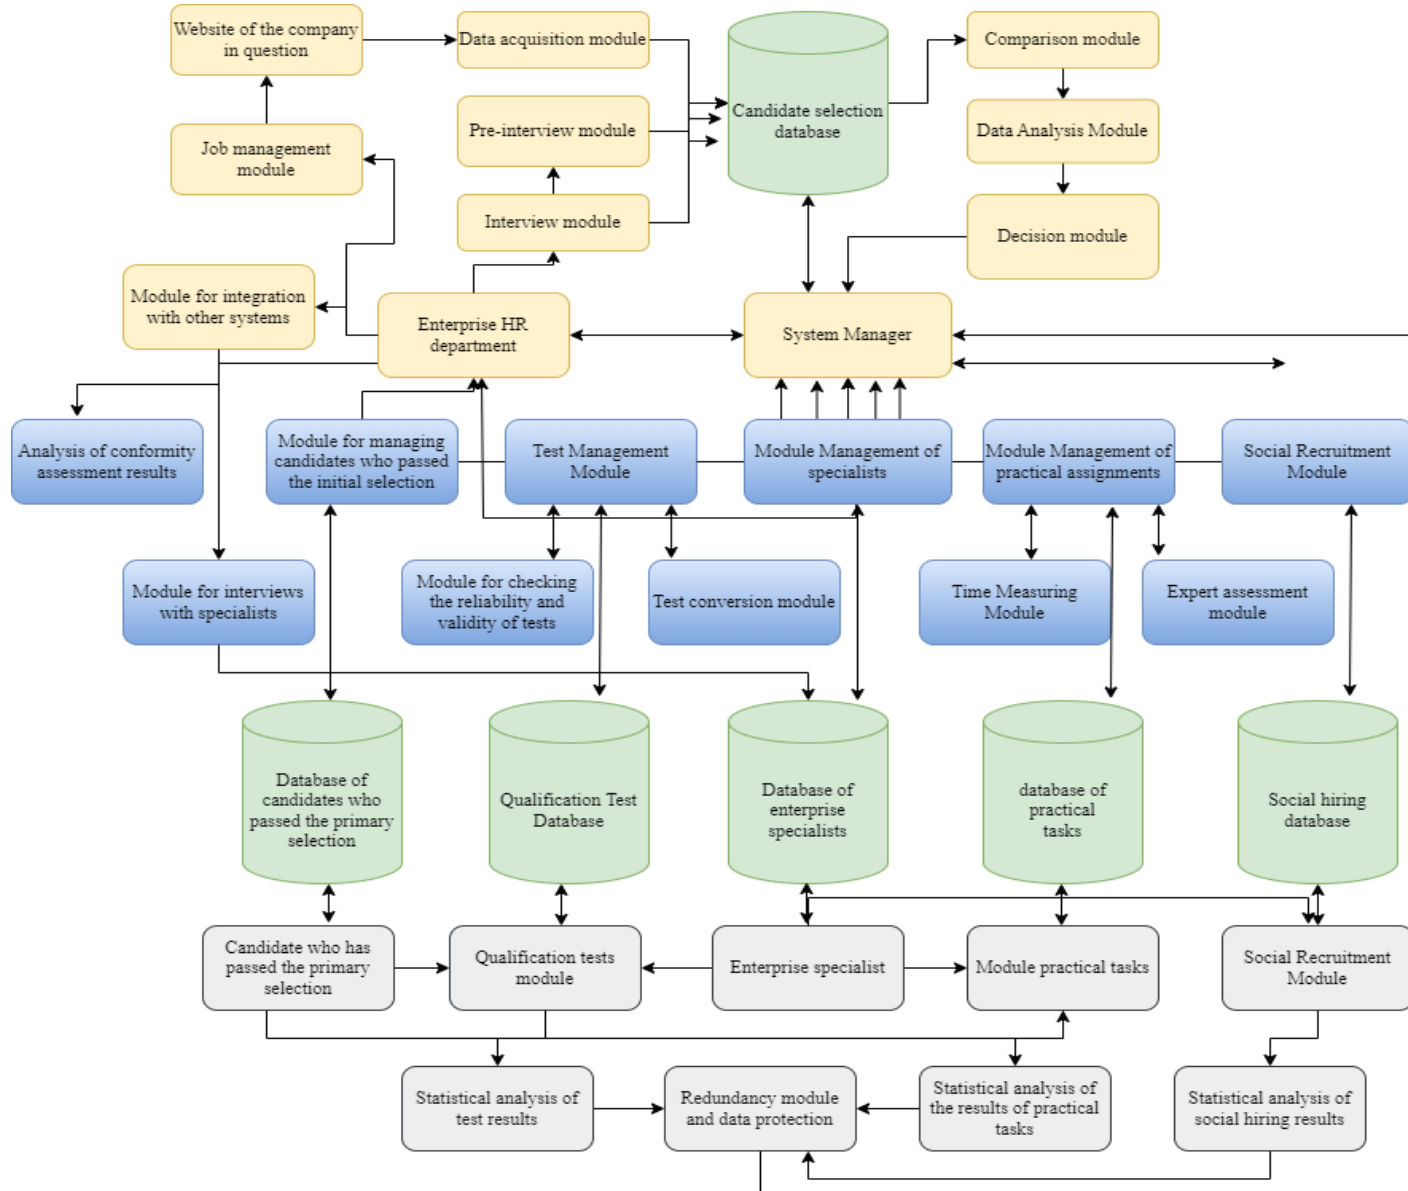 Website of the company
in question
Data acquisition module
Comparison module
Candidate selection
database
Pre-interview module
Data Analysis Module
Job management
module
Interview module
Decision module
Module for integration
with other systems
Enterprise HR
department
System Manager
Analysis of conformity
assessment results
Module for managing
candidates who passed
the initial selection
Test Management
Module
Module Management of
specialists
Module Management of
practical assignments
Social Recruitment
Module
Module for interviews
with specialists
Module for checking
the reliability and
validity of tests
Test conversion module
Time Measuring
Module
Expert assessment
module
Database of
candidates who
passed the primary
selection
Qualification Test
Database
Database of
enterprise
specialists
database of
practical
tasks
Social hiring
database
Candidate who has
passed the primary
selection
Qualification tests
module
Enterprise specialist
Module practical tasks
Social Recruitment
Module
Statistical analysis of
test results
Redundancy module
and data protection
Statistical analysis of
the results of practical
tasks
Statistical analysis of
social hiring results